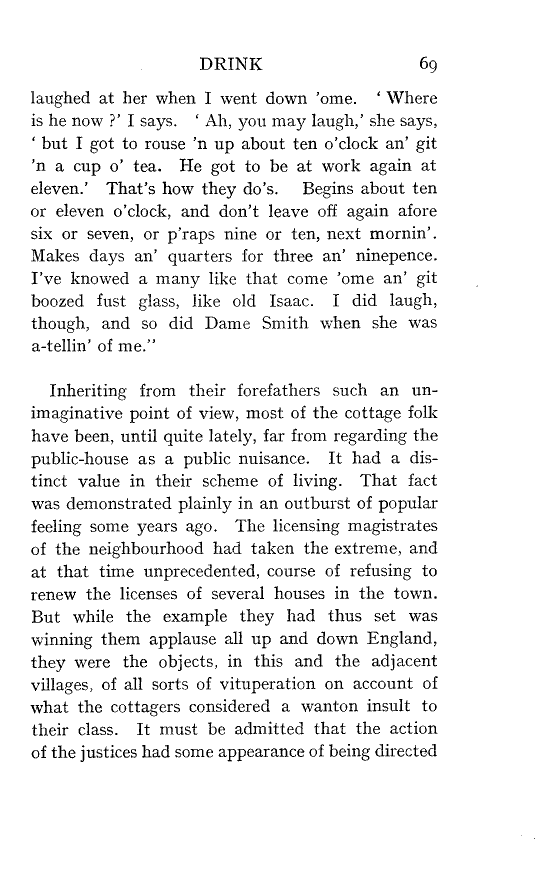 DRINK 69
laughed at her when I went down 'ome. ‘Where
is he now ?’ I says. ‘Ah, you may laugh,’ she says,
‘but I got to rouse 'n up about ten o'clock an' git
'n a cup o' tea. He got to be at work again at
eleven.’ That's how they do's. Begins about ten
or eleven o'clock, and don't leave off again afore
six or seven, or p'raps nine or ten, next mornin'.
Makes days an' quarters for three an' ninepence.
I've knowed a many like that come 'ome an' git
boozed fust glass, like old Isaac. I did laugh,
though, and so did Dame Smith when she was
a-tellin' of me.”
Inheriting from their forefathers such an un-
imaginative point of view, most of the cottage folk
have been, until quite lately, far from regarding the
public-house as a public nuisance. It had a dis-
tinct value in their scheme of living. That fact
was demonstrated plainly in an outburst of popular
feeling some years ago. The licensing magistrates
of the neighbourhood had taken the extreme, and
at that time unprecedented, course of refusing to
renew the licenses of several houses in the town.
But while the example they had thus set was
winning them applause all up and down England,
they were the objects, in this and the adjacent
villages, of all sorts of vituperation on account of
what the cottagers considered a wanton insult to
their class. It must be admitted that the action
of the justices had some appearance of being directed